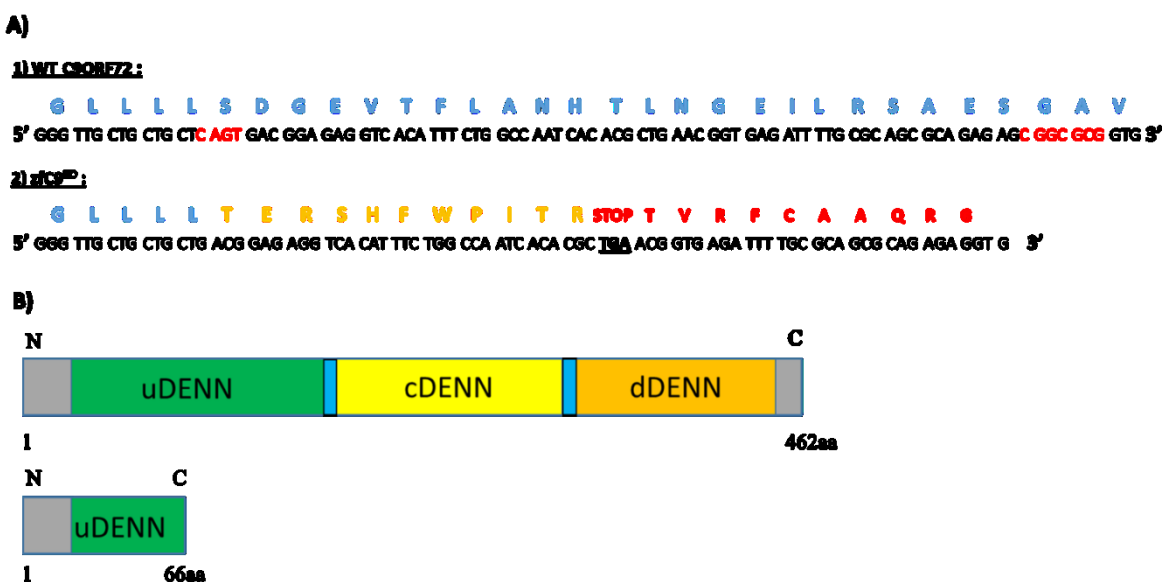 A)
1) WT C9ORF72 :
G L L L L S D G E V T F L A N H T L N G E I L R S A E S G A V
5' GGG TTG CTG CTG CTC AGT GAC GGA GAG GTC ACA TTT CTG GCC AAT CAC ACG CTG AAC GGT GAG ATT TTG CGC AGC GCA GAG AGC GGC GCG GTG 3'
2) zfC9
G L L L L T E R S H F W P I T R STOP T V R F C A A Q R G
5' GGG TTG CTG CTG CTG ACG GAG AGG TCA CAT TTC TGG CCA ATC ACA CGC TGA ACG GTG AGA TTT TGC GCA GCG CAG AGA GGT G 3'
B)
N C
uDENN cDENN dDENN
1 462aa
N C
uDENN
1 66aa